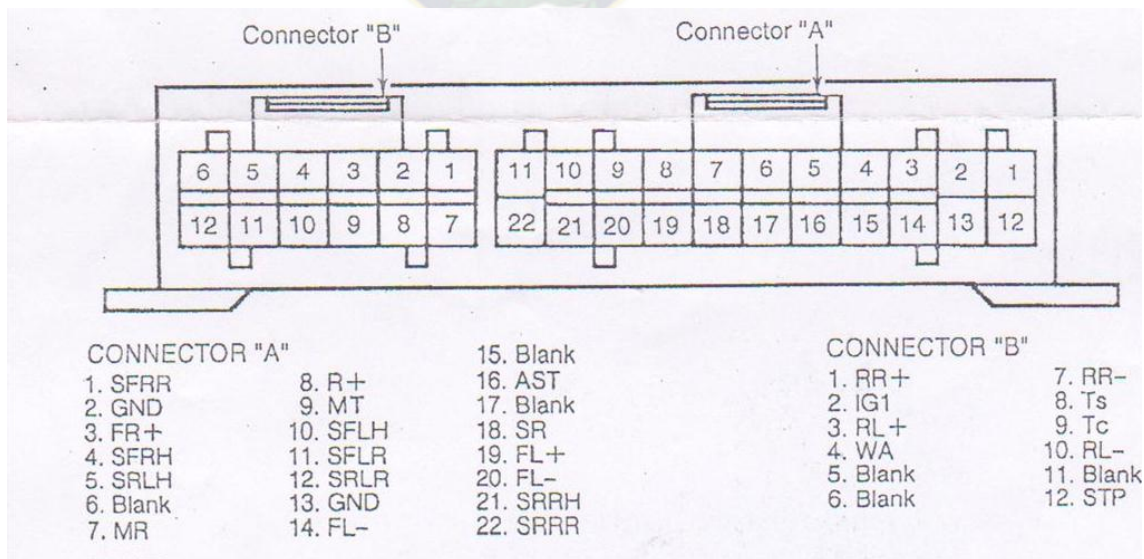 Connector "B"
Connector "A"
6 5 4 3 2 1
12 11 10 9 8 7
11 10 9 8 7 6 5 4 3 2 1
22 21 20 19 18 17 16 15 14 13 12
CONNECTOR "A"
1. SFRR
2. GND
3. FR+
4. SFRH
5. SRLH
6. Blank
7. MR
8. R+
9. MT
10. SFLH
11. SFLR
12. SRLR
13. GND
14. FL−
15. Blank
16. AST
17. Blank
18. SR
19. FL+
20. FL−
21. SRRH
22. SRRR
CONNECTOR "B"
1. RR+
2. IG1
3. RL+
4. WA
5. Blank
6. Blank
7. RR−
8. Ts
9. Tc
10. RL−
11. Blank
12. STP